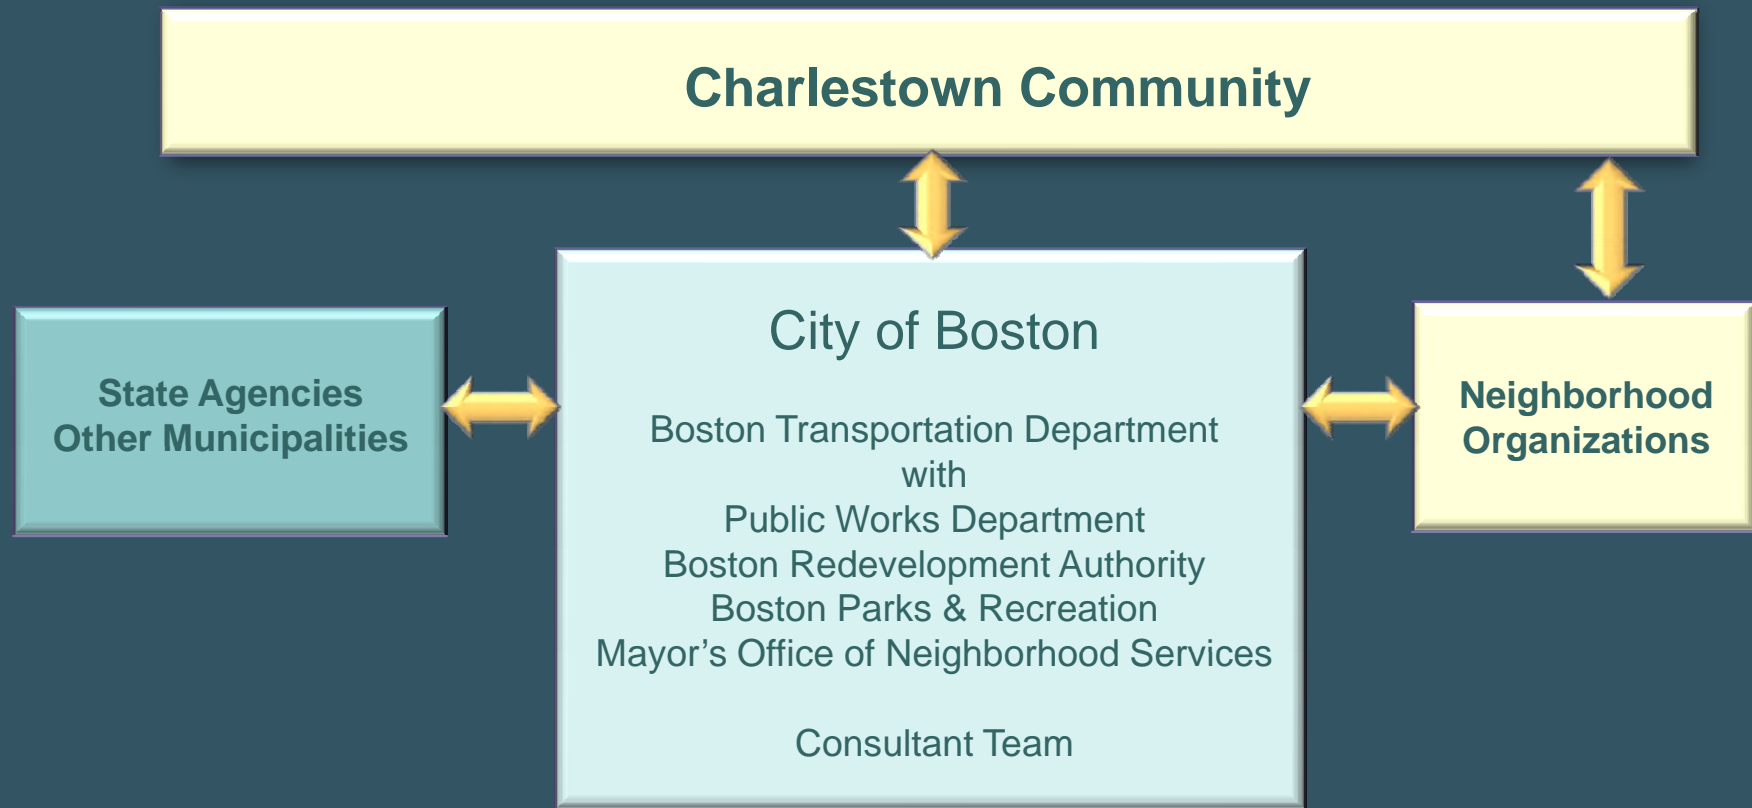 Charlestown Community
State Agencies
Other Municipalities
City of Boston
Boston Transportation Department
with
Public Works Department
Boston Redevelopment Authority
Boston Parks & Recreation
Mayor’s Office of Neighborhood Services
Consultant Team
Neighborhood
Organizations